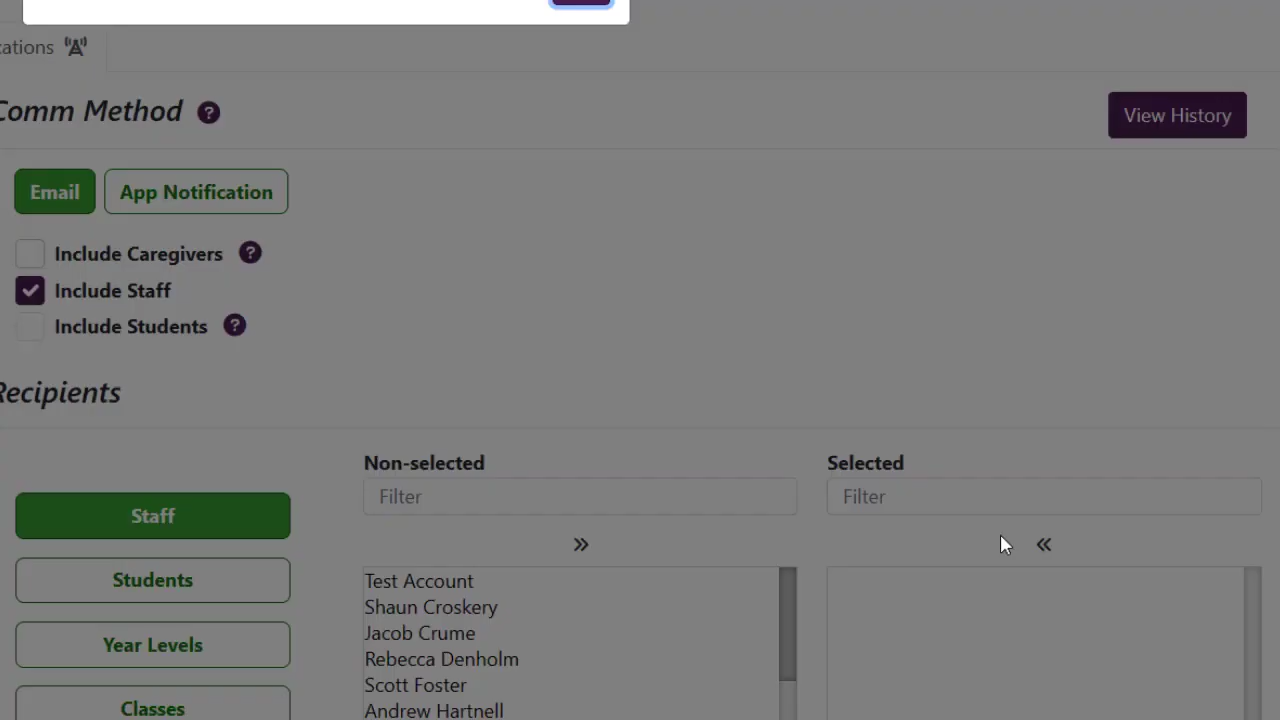 cations
Comm Method
View History
Email
App Notification
Include Caregivers
Include Staff
Include Students
Recipients
Non-selected
Selected
Filter
Filter
Staff
Students
Year Levels
Classes
Test Account
Shaun Croskery
Jacob Crume
Rebecca Denholm
Scott Foster
Andrew Hartnell